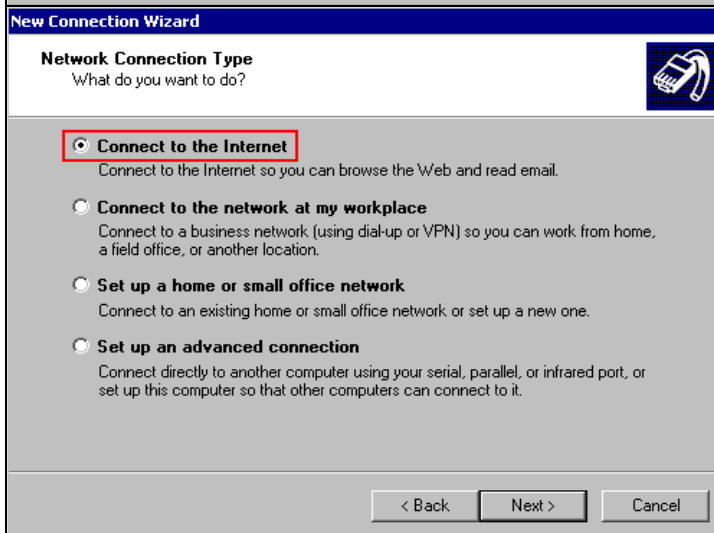 New Connection Wizard
Network Connection Type
What do you want to do?
Connect to the Internet
Connect to the Internet so you can browse the Web and read email.
Connect to the network at my workplace
Connect to a business network (using dial-up or VPN) so you can work from home,
a field office, or another location.
Set up a home or small office network
Connect to an existing home or small office network or set up a new one.
Set up an advanced connection
Connect directly to another computer using your serial, parallel, or infrared port, or
set up this computer so that other computers can connect to it.
< Back Next > Cancel